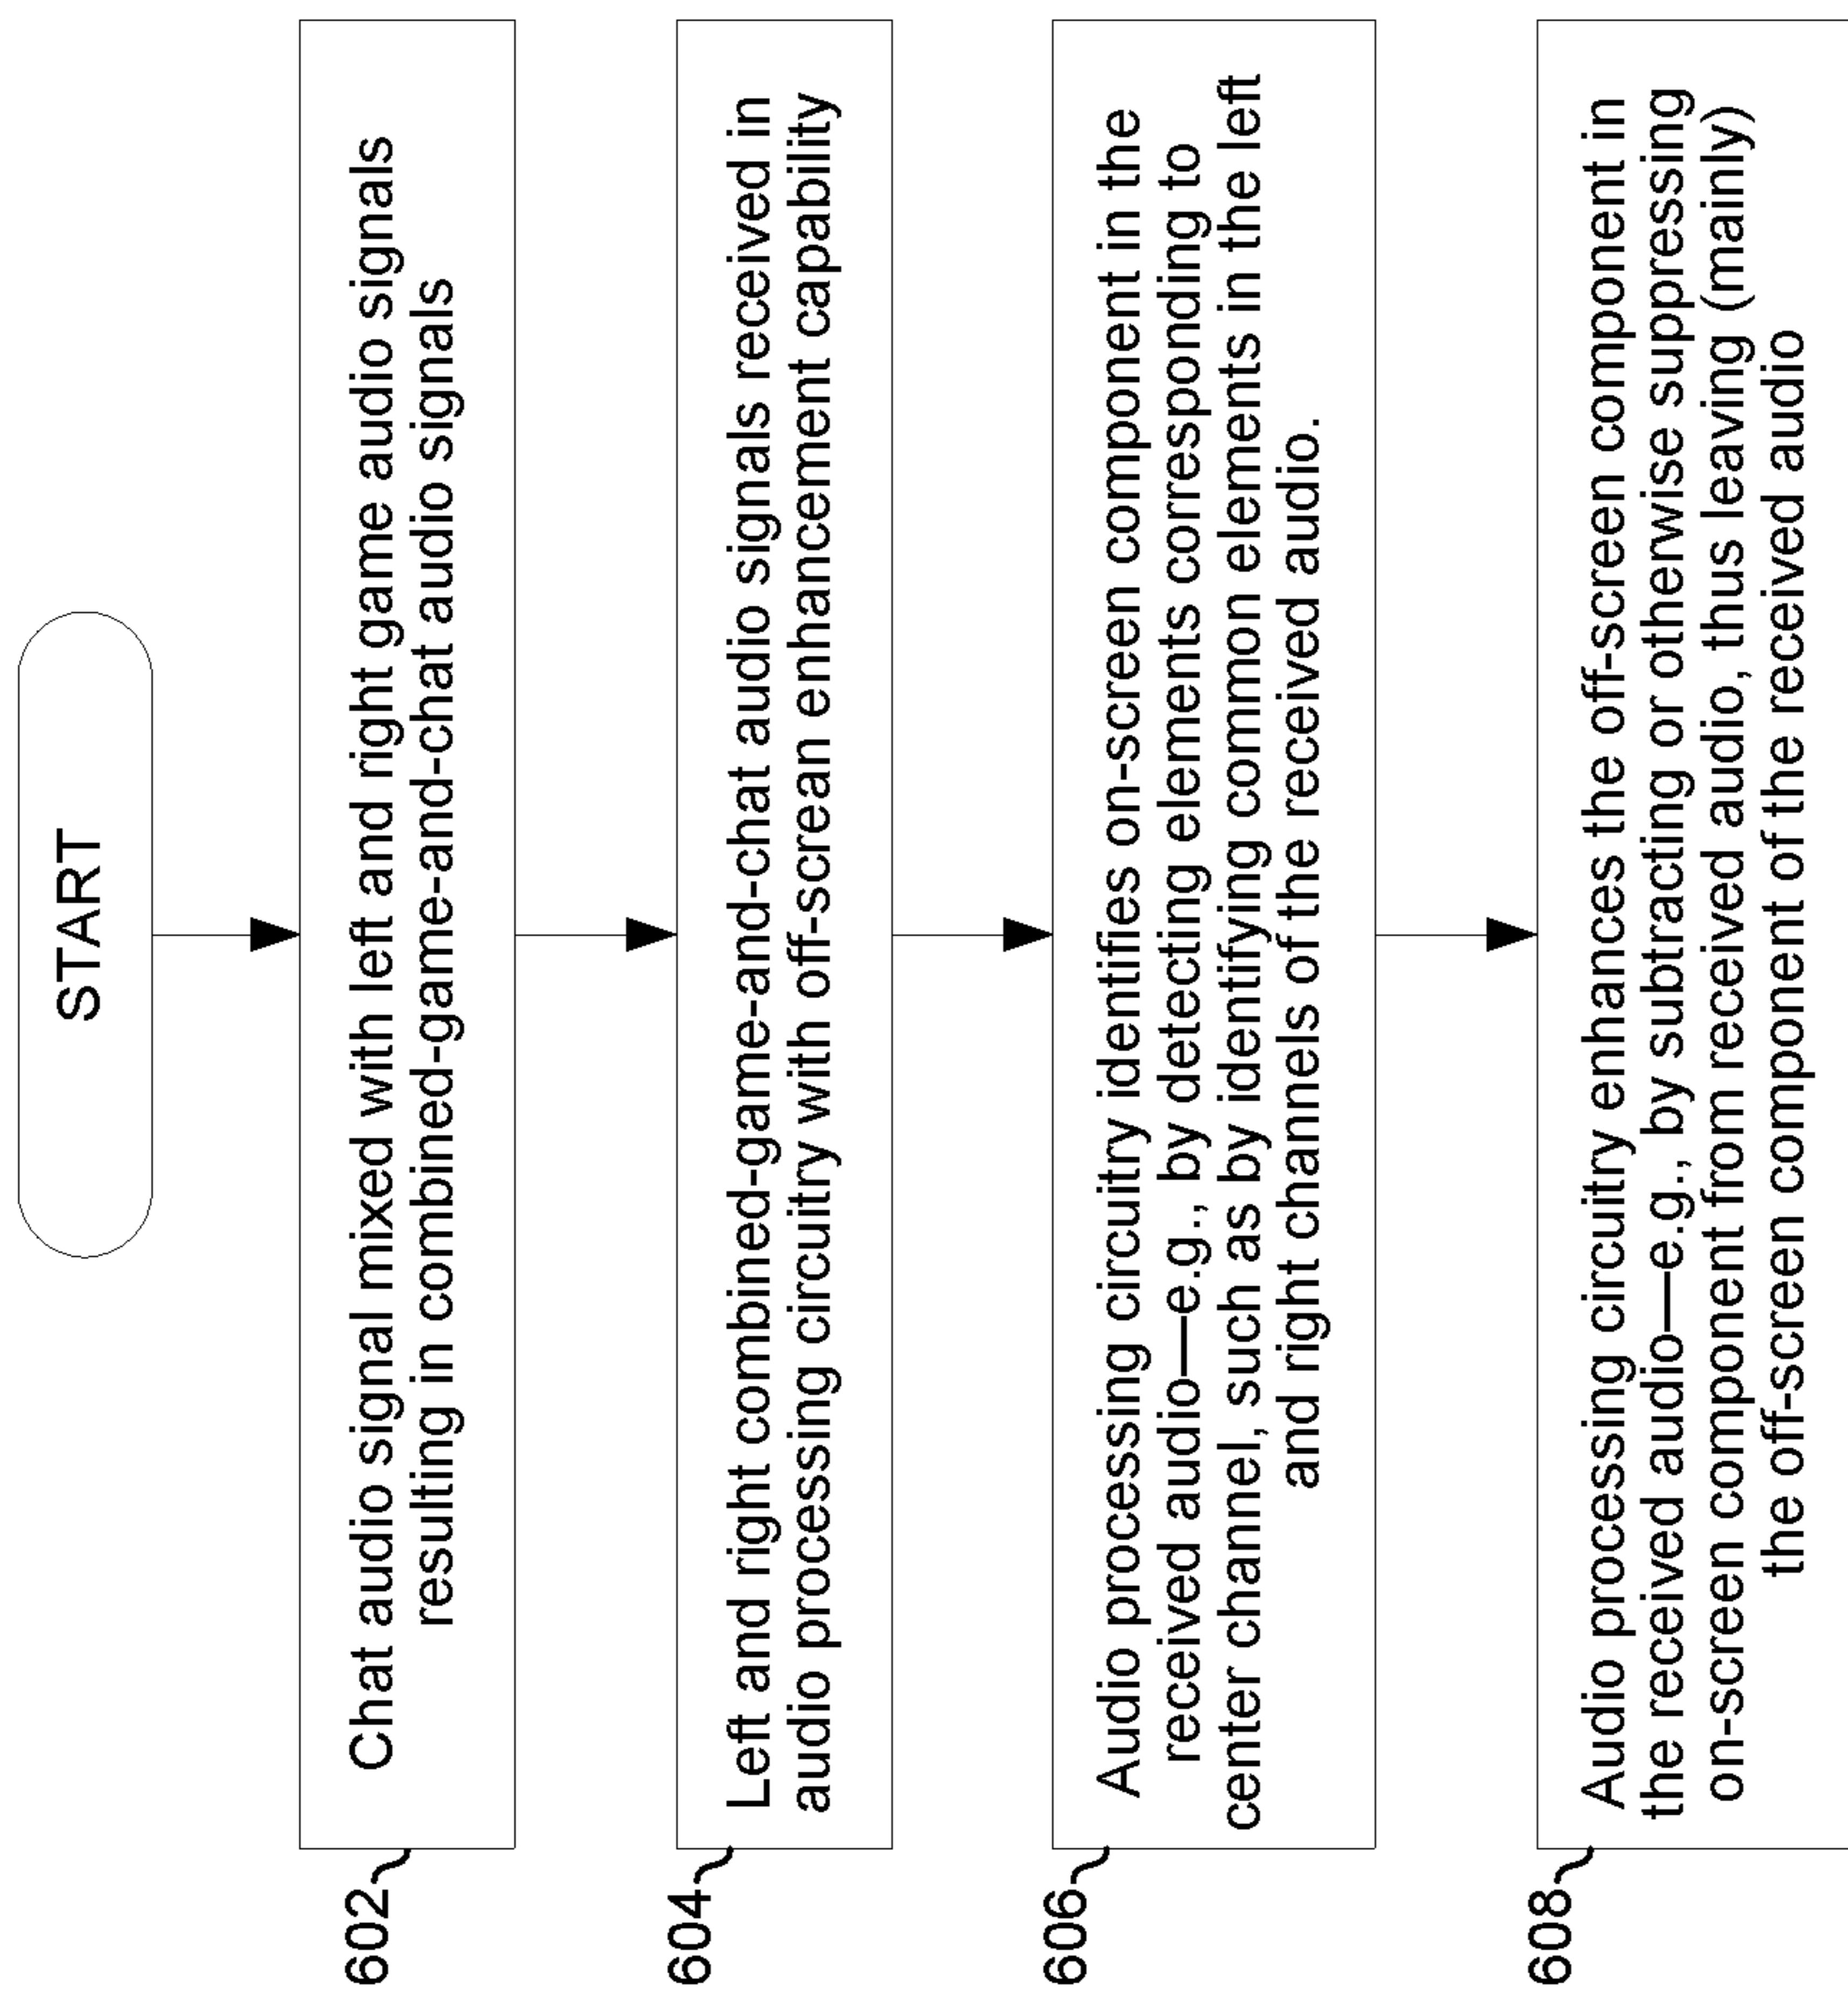 START
602
Chat audio signal mixed with left and right game audio signals
resulting in combined-game-and-chat audio signals
604
Left and right combined-game-and-chat audio signals received in
audio processing circuitry with off-screan enhancement capability
606
Audio processing circuitry identifies on-screen component in the
received audio—e.g., by detecting elements corresponding to
center channel, such as by identifying common elements in the left
and right channels of the received audio.
608
Audio processing circuitry enhances the off-screen component in
the received audio—e.g., by subtracting or otherwise suppressing
on-screen component from received audio, thus leaving (mainly)
the off-screen component of the received audio